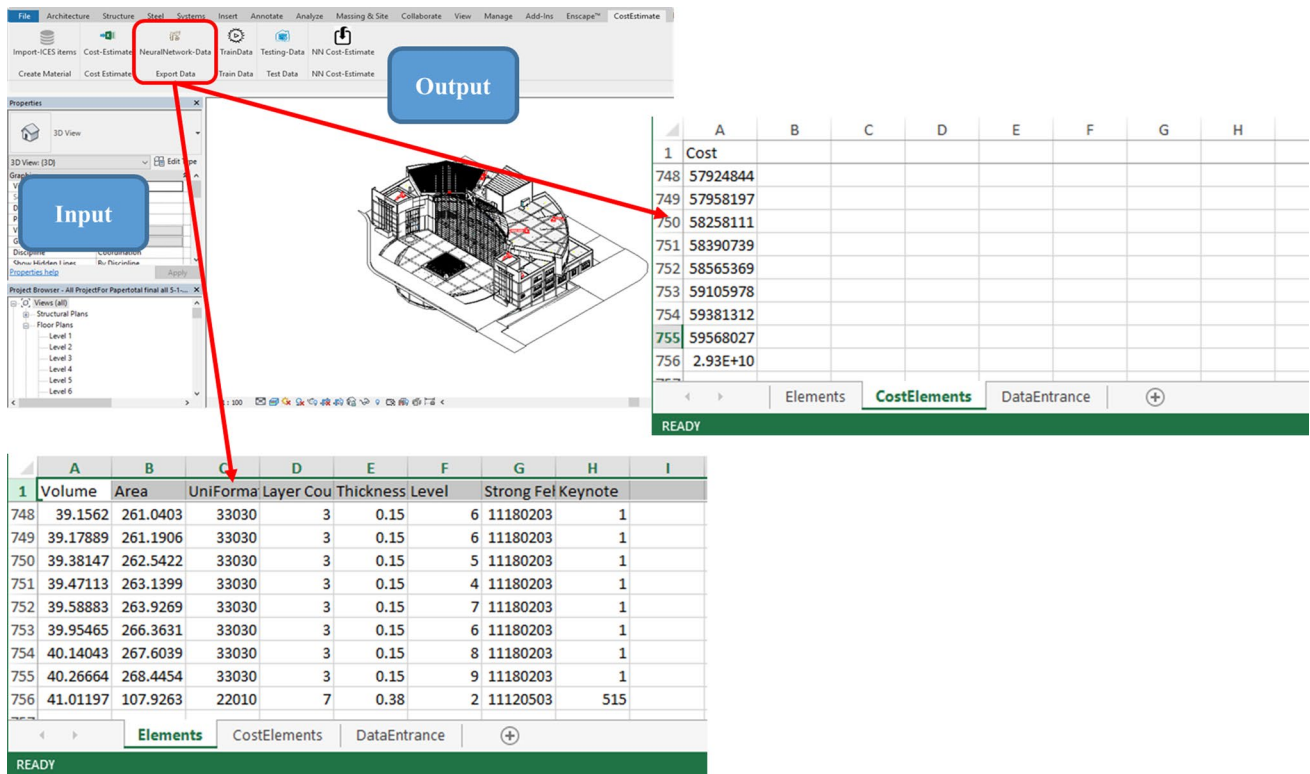 File Architecture Structure Steel Systems Insert Annotate Analyze Massing & Site Collaborate View Manage Add-Ins Enscape™ CostEstimate
Import-ICES items Cost-Estimate NeuralNetwork-Data TrainData Testing-Data NN Cost-Estimate
Create Material Cost Estimate Export Data Train Data Test Data NN Cost-Estimate
Output
Properties
3D View
3D View: {3D} Edit Type
Input
Discipline Coordination
Show Hidden Lines By Discipline
Properties help Apply
Project Browser - All ProjectFor Papertotal final all 5-1-...
Views (all)
Structural Plans
Floor Plans
Level 1
Level 2
Level 3
Level 4
Level 5
Level 6
: 100
A B C D E F G H
1 Cost
748 57924844
749 57958197
750 58258111
751 58390739
752 58565369
753 59105978
754 59381312
755 59568027
756 2.93E+10
Elements CostElements DataEntrance
READY
A B C D E F G H I
1 Volume Area UniForma Layer Cou Thickness Level Strong Feh Keynote
748 39.1562 261.0403 33030 3 0.15 6 11180203 1
749 39.17889 261.1906 33030 3 0.15 6 11180203 1
750 39.38147 262.5422 33030 3 0.15 5 11180203 1
751 39.47113 263.1399 33030 3 0.15 4 11180203 1
752 39.58883 263.9269 33030 3 0.15 7 11180203 1
753 39.95465 266.3631 33030 3 0.15 6 11180203 1
754 40.14043 267.6039 33030 3 0.15 8 11180203 1
755 40.26664 268.4454 33030 3 0.15 9 11180203 1
756 41.01197 107.9263 22010 7 0.38 2 11120503 515
Elements CostElements DataEntrance
READY